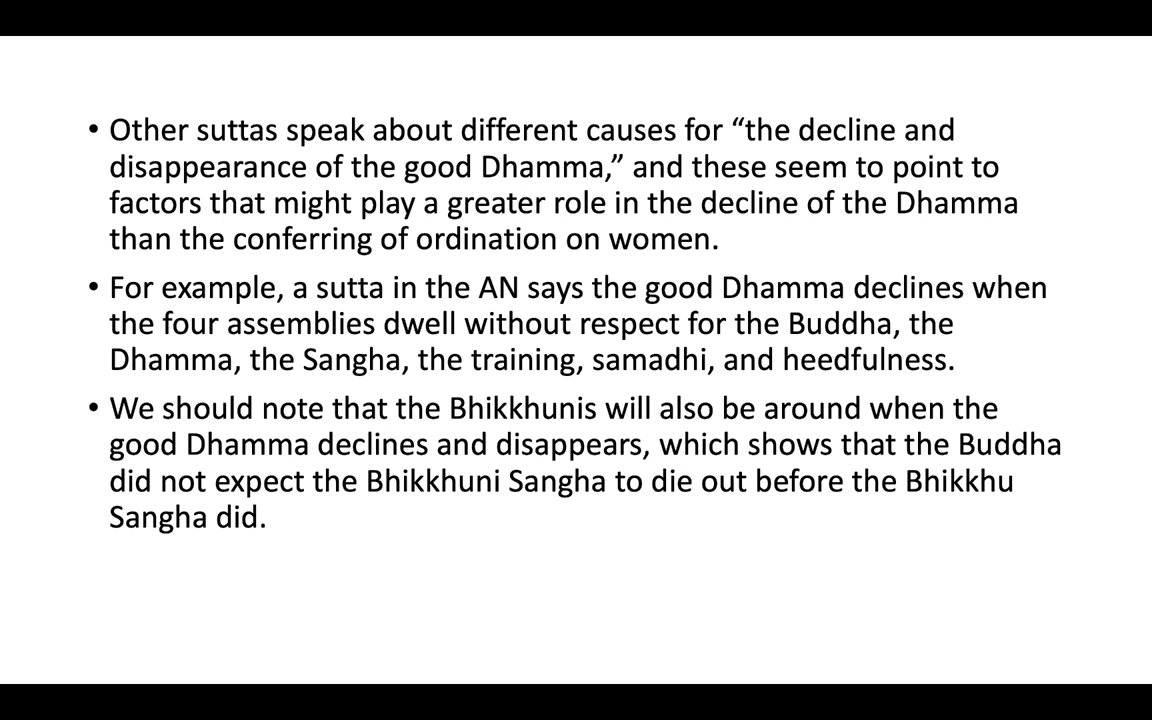 • Other suttas speak about different causes for “the decline and
disappearance of the good Dhamma,” and these seem to point to
factors that might play a greater role in the decline of the Dhamma
than the conferring of ordination on women.
• For example, a sutta in the AN says the good Dhamma declines when
the four assemblies dwell without respect for the Buddha, the
Dhamma, the Sangha, the training, samadhi, and heedfulness.
• We should note that the Bhikkhunis will also be around when the
good Dhamma declines and disappears, which shows that the Buddha
did not expect the Bhikkhuni Sangha to die out before the Bhikkhu
Sangha did.